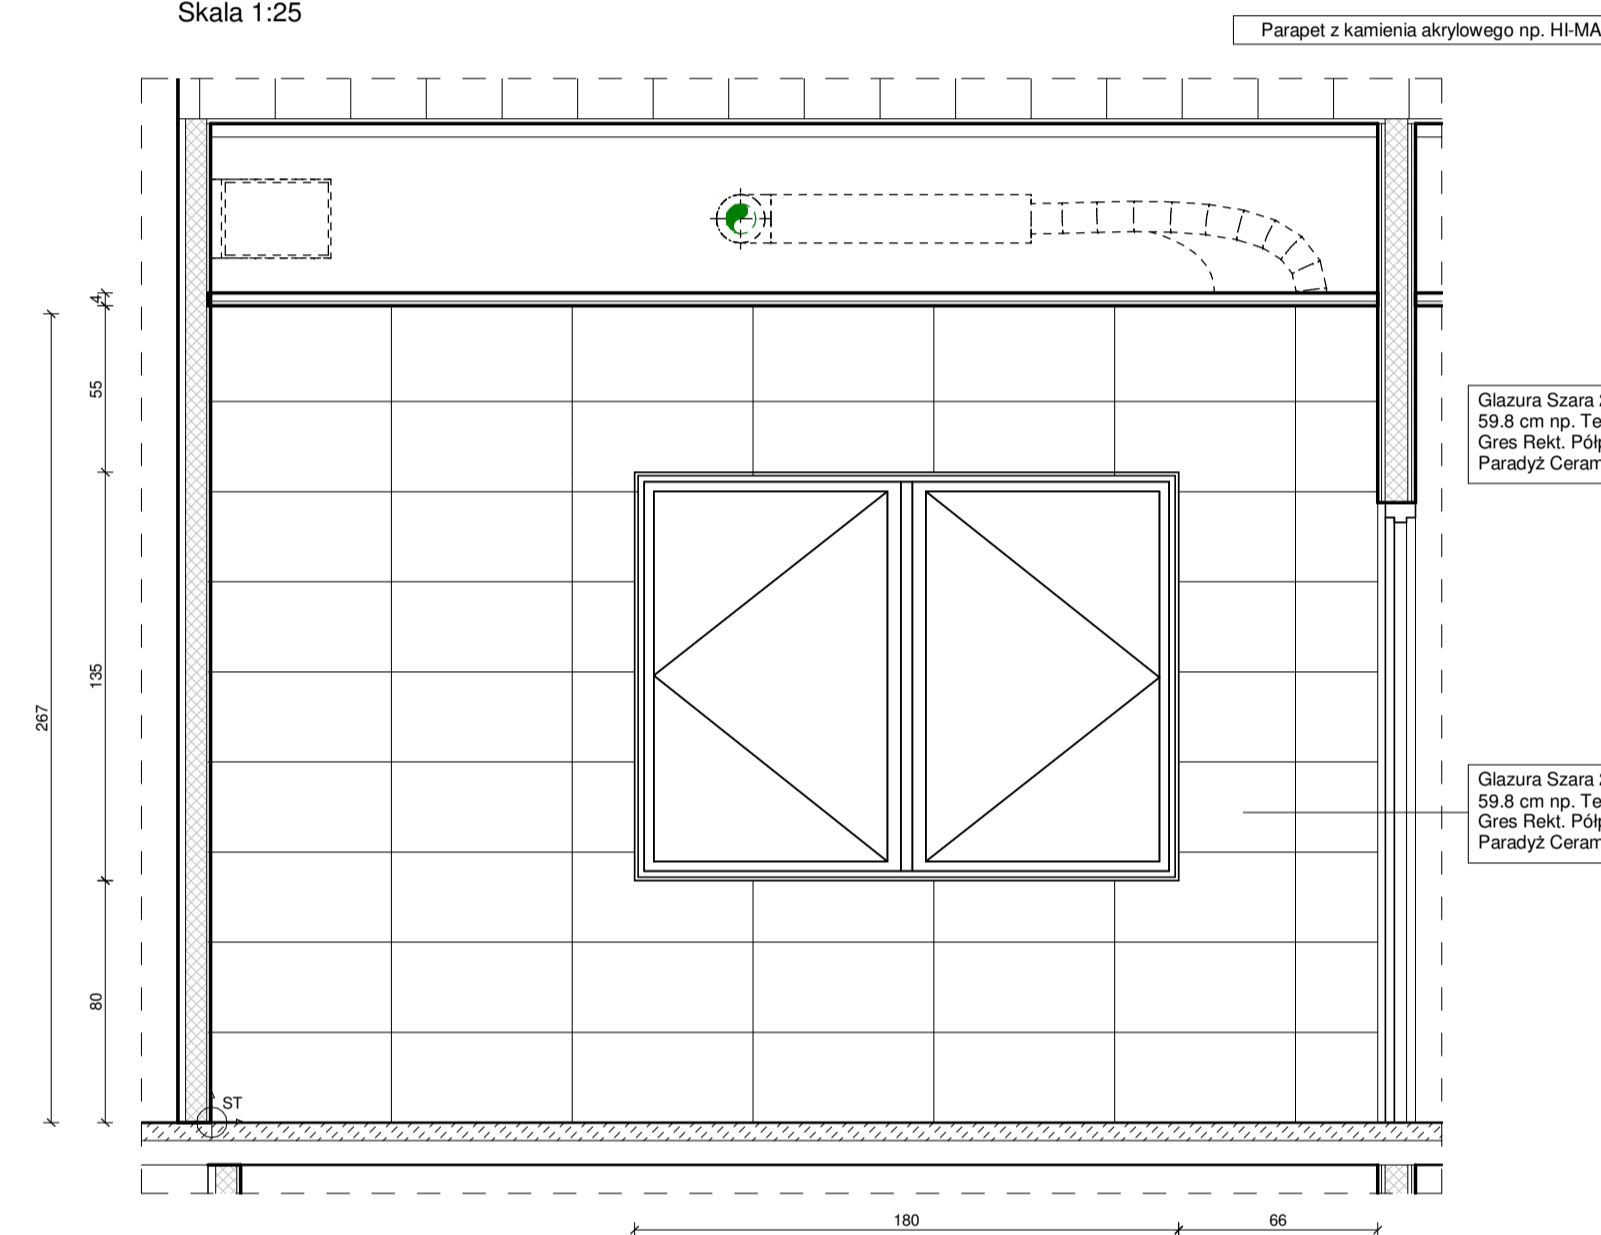 Skala 1:25
Parapet z kamienia akrylowego np. HI-MA
4
55
Glazura Szara
59.8 cm np. Te
Gres Rekt. Półp
Paradyż Ceram
135
267
Glazura Szara
59.8 cm np. Te
Gres Rekt. Półp
Paradyż Ceram
80
ST
180
66